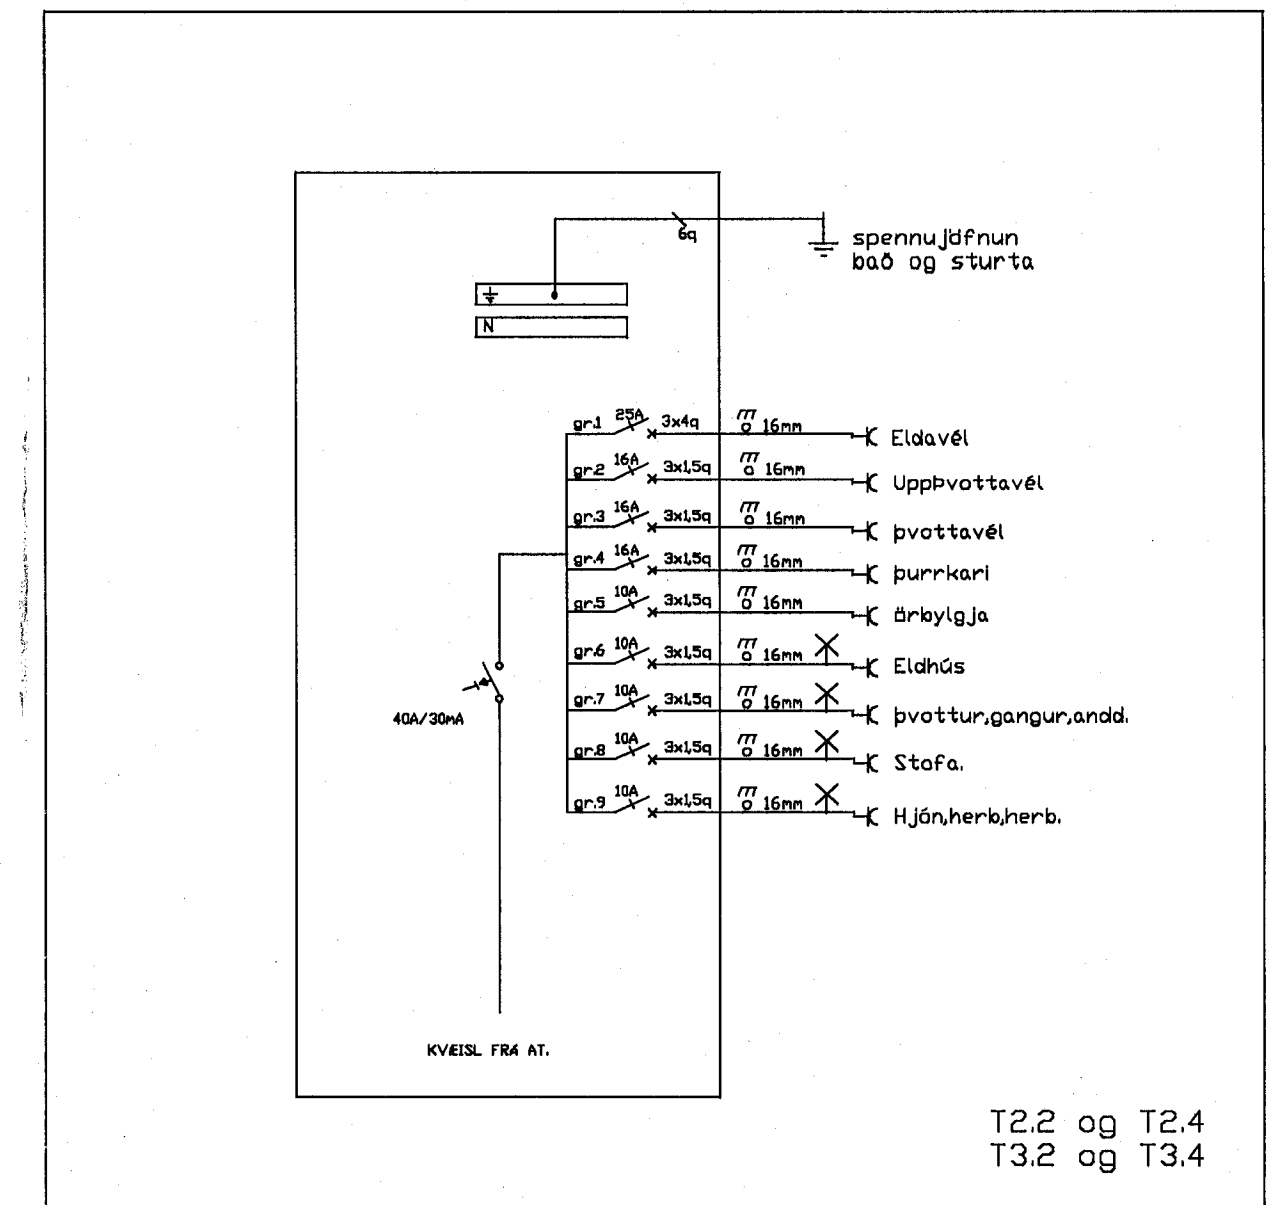 6q
spennujöfnun
bað og sturta
N
gr.1 25A 3x4q 16mm Eldavél
gr.2 16A 3x1,5q 16mm Uppþvottavél
gr.3 16A 3x1,5q 16mm þvottavél
gr.4 16A 3x1,5q 16mm þurrkari
gr.5 10A 3x1,5q 16mm örbylgja
gr.6 10A 3x1,5q 16mm Eldhús
gr.7 10A 3x1,5q 16mm þvottur,gangur,andd.
gr.8 10A 3x1,5q 16mm Stofa.
gr.9 10A 3x1,5q 16mm Hjón,herb,herb.
40A/30mA
KVÆISL FRÁ AT.
T2.2 og T2.4
T3.2 og T3.4